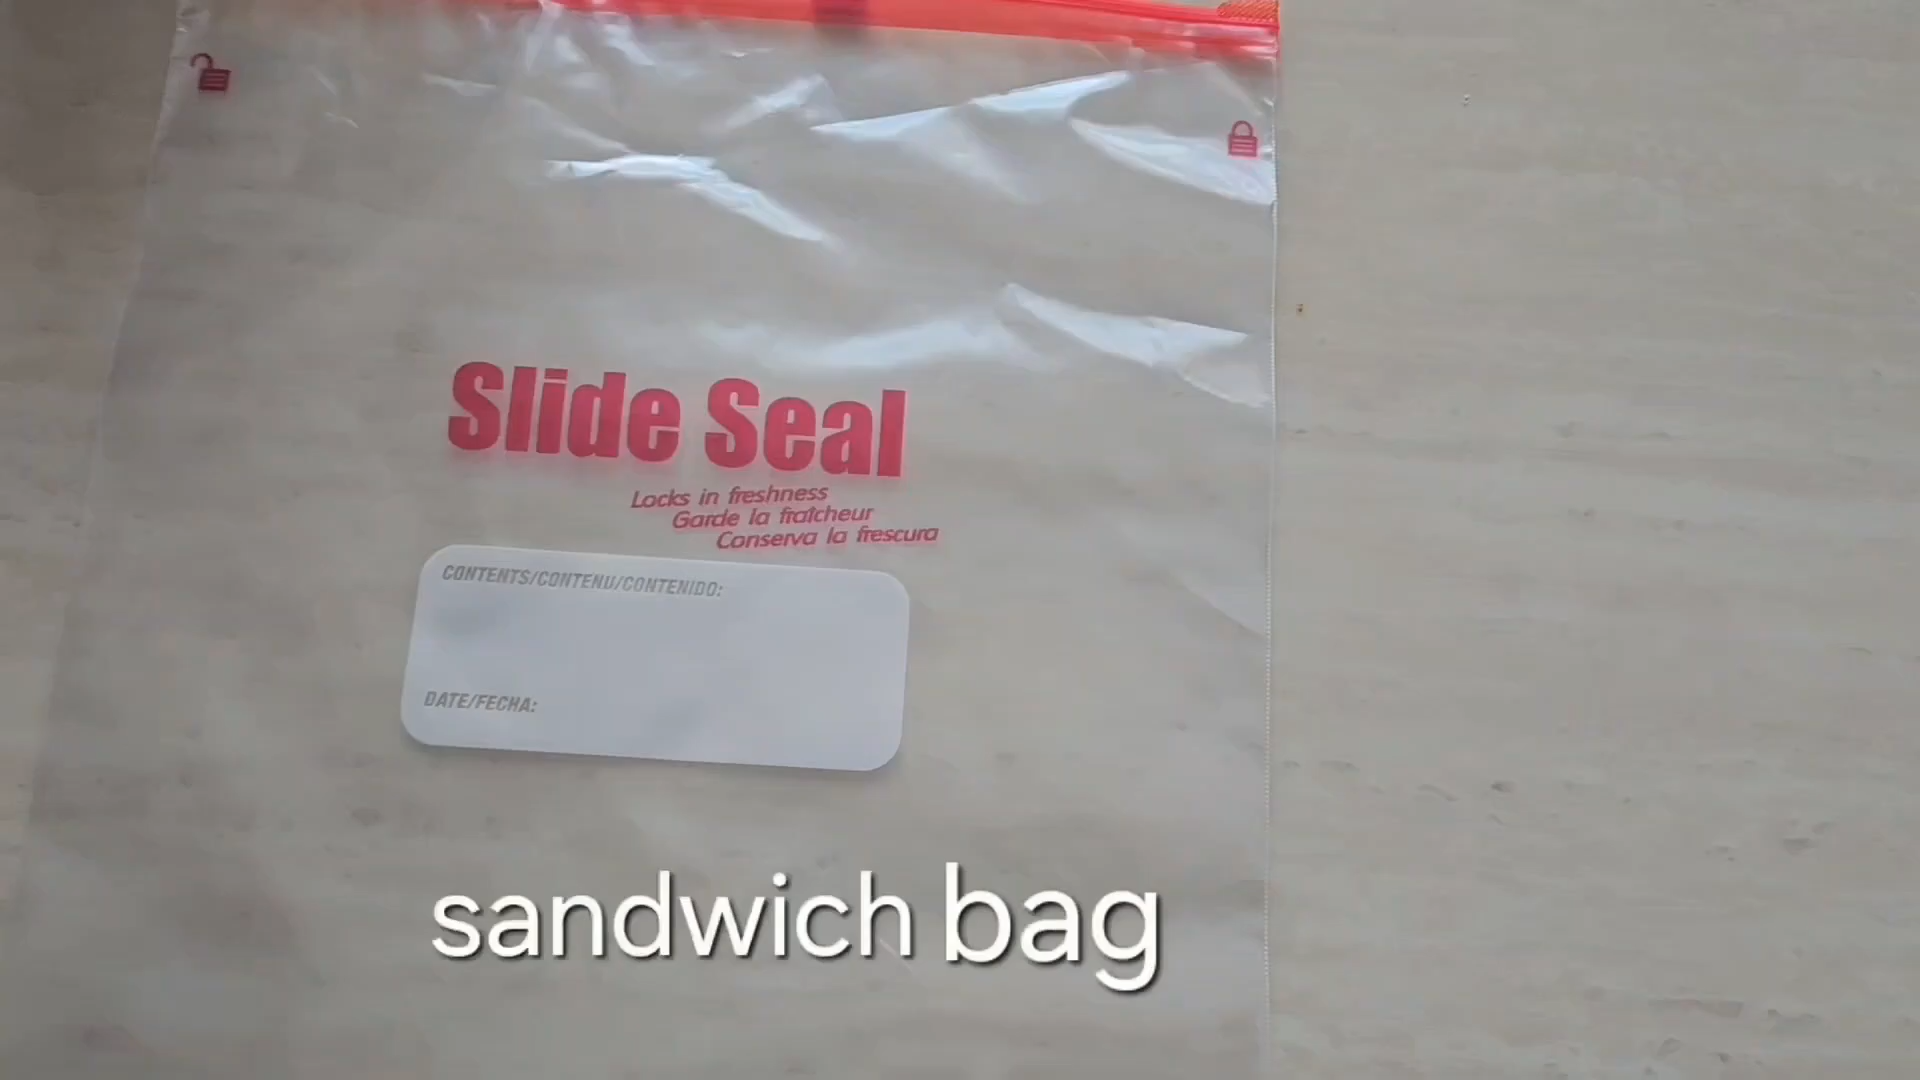 Slide Seal
Locks in freshness
Garde la fraîcheur
Conserva la frescura
CONTENTS/CONTENU/CONTENIDO:
DATE/FECHA:
sandwich bag